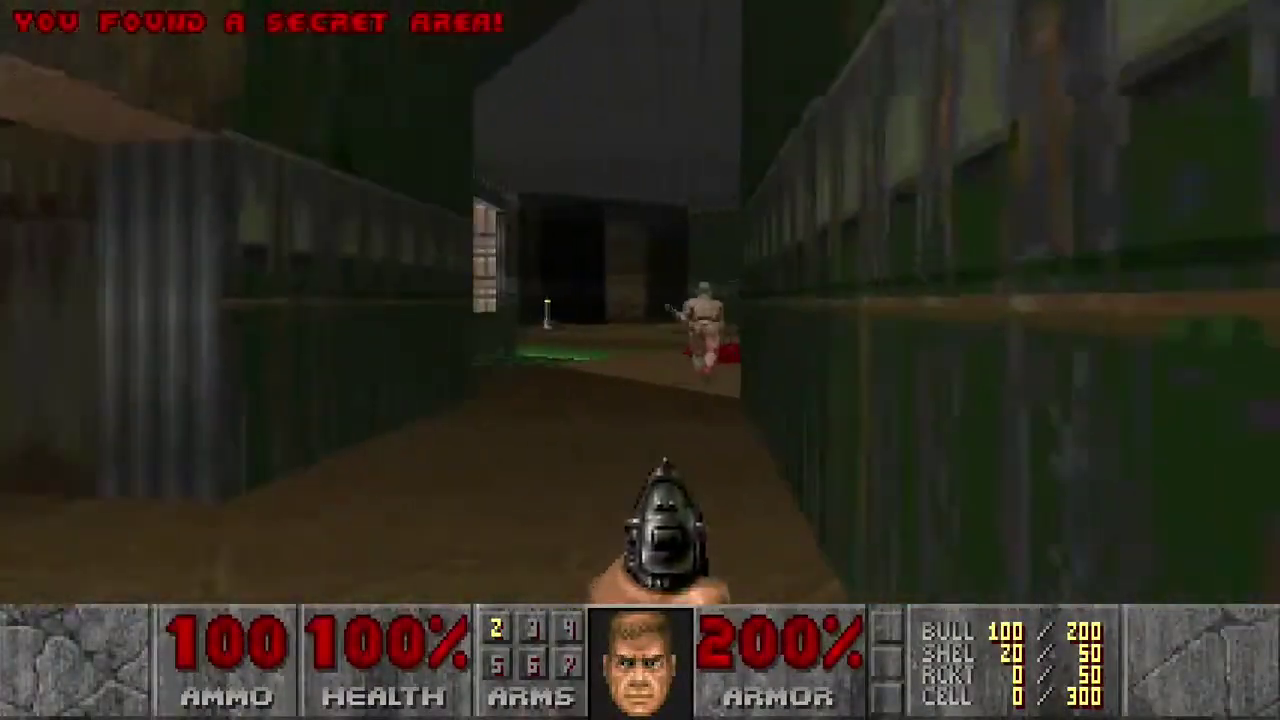 YOU FOUND A SECRET AREA!
100 100% 2 3 4 200%
5 6 7
AMMO HEALTH ARMS ARMOR
BULL 100 / 200
SHEL 20 / 50
RCKT 0 / 50
CELL 0 / 300